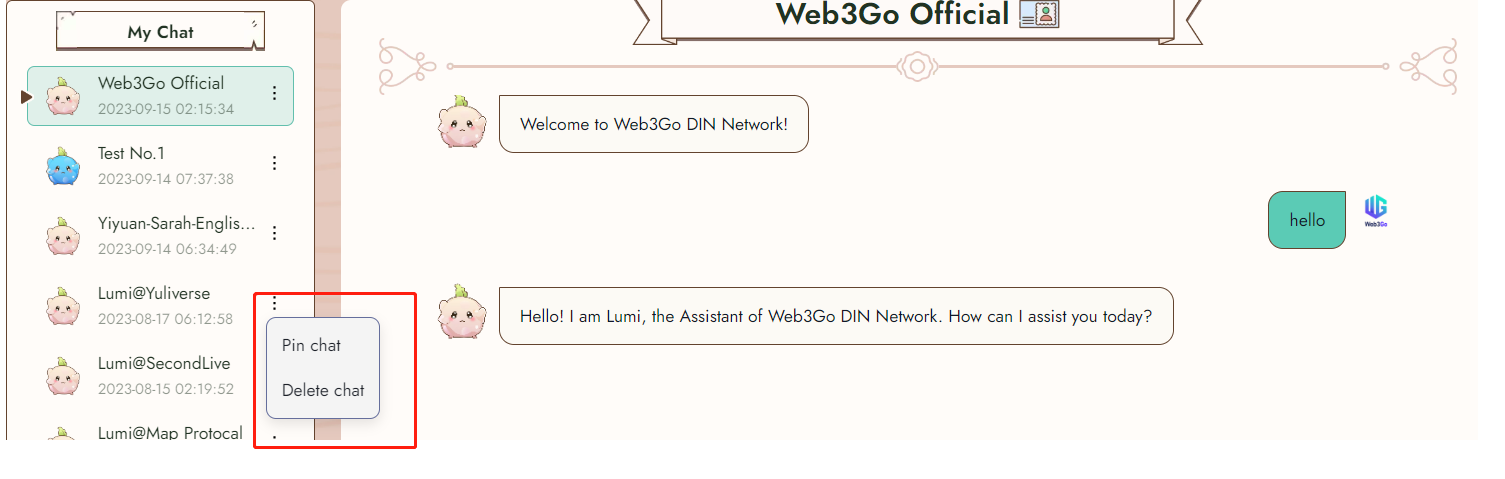 My Chat
Web3Go Official
2023-09-15 02:15:34
Test No.1
2023-09-14 07:37:38
Yiyuan-Sarah-Englis...
2023-09-14 06:34:49
Lumi@Yuliverse
2023-08-17 06:12:58
Lumi@SecondLive
2023-08-15 02:19:52
Lumi@Map Protocal
Pin chat
Delete chat
Web3Go Official
Welcome to Web3Go DIN Network!
hello
Web3Go
Hello! I am Lumi, the Assistant of Web3Go DIN Network. How can I assist you today?